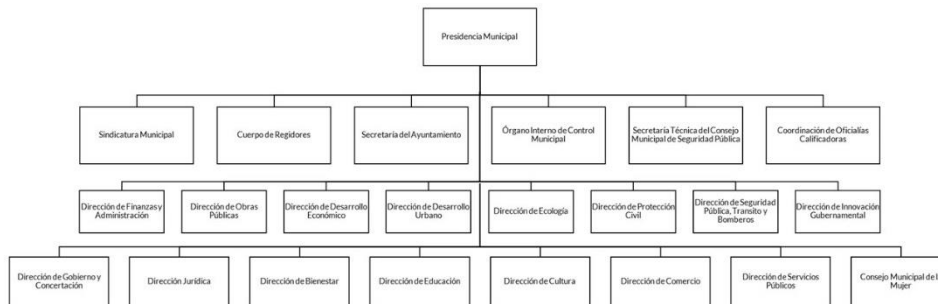 Presidencia Municipal
Sindicatura Municipal
Cuerpo de Regidores
Secretaría del Ayuntamiento
Órgano Interno de Control
Municipal
Secretaría Técnica del Consejo
Municipal de Seguridad Pública
Coordinación de Oficialías
Calificadoras
Dirección de Finanzas y
Administración
Dirección de Obras
Públicas
Dirección de Desarrollo
Económico
Dirección de Desarrollo
Urbano
Dirección de Ecología
Dirección de Protección
Civil
Dirección de Seguridad
Pública, Transito y
Bomberos
Dirección de Innovación
Gubernamental
Dirección de Gobierno y
Concertación
Dirección Jurídica
Dirección de Bienestar
Dirección de Educación
Dirección de Cultura
Dirección de Comercio
Dirección de Servicios
Públicos
Consejo Municipal de l
Mujer